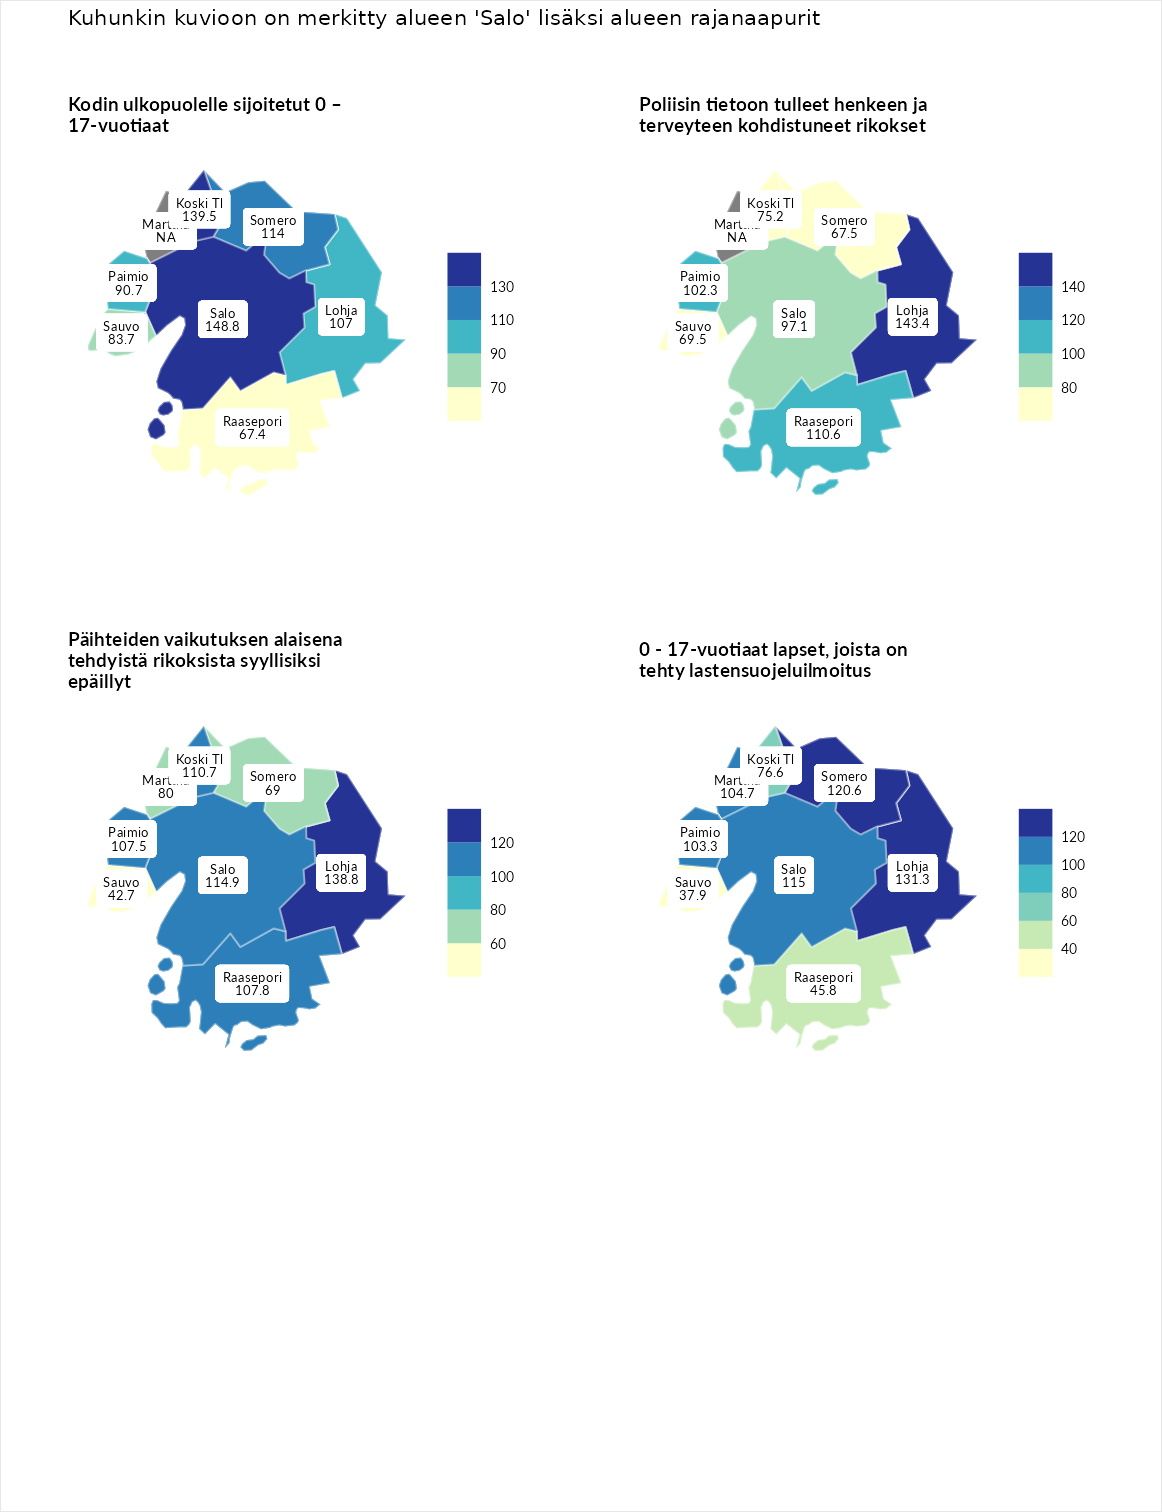 Kuhunkin kuvioon on merkitty alueen 'Salo' lisäksi alueen rajanaapurit
Kodin ulkopuolelle sijoitetut 0 –
17-vuotiaat
Koski Tl
139.5
NA
Somero
114
Paimio
90.7
Sauvo
83.7
Salo
148.8
Lohja
107
Raasepori
67.4
130
110
90
70
Poliisin tietoon tulleet henkeen ja
terveyteen kohdistuneet rikokset
Koski Tl
75.2
NA
Somero
67.5
Paimio
102.3
Sauvo
69.5
Salo
97.1
Lohja
143.4
Raasepori
110.6
140
120
100
80
Päihteiden vaikutuksen alaisena
tehdyistä rikoksista syyllisiksi
epäillyt
Koski Tl
110.7
80
Somero
69
Paimio
107.5
Sauvo
42.7
Salo
114.9
Lohja
138.8
Raasepori
107.8
120
100
80
60
0 - 17-vuotiaat lapset, joista on
tehty lastensuojeluilmoitus
Koski Tl
76.6
104.7
Somero
120.6
Paimio
103.3
Sauvo
37.9
Salo
115
Lohja
131.3
Raasepori
45.8
120
100
80
60
40